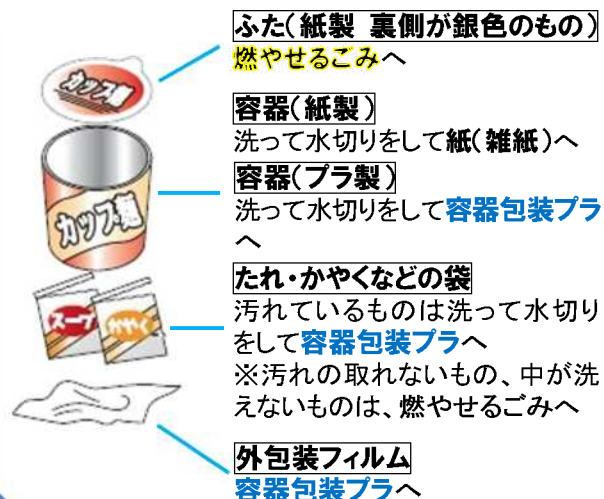 ふた(紙製 裏側が銀色のもの)
燃やせるごみへ
カップ麺
容器(紙製)
洗って水切りをして紙(雑紙)へ
容器(プラ製)
洗って水切りをして容器包装プラ
へ
カップ麺
たれ・かやくなどの袋
汚れているものは洗って水切り
をして容器包装プラへ
※汚れの取れないもの、中が洗
えないものは、燃やせるごみへ
スープ
かやく
外包装フィルム
容器包装プラへ